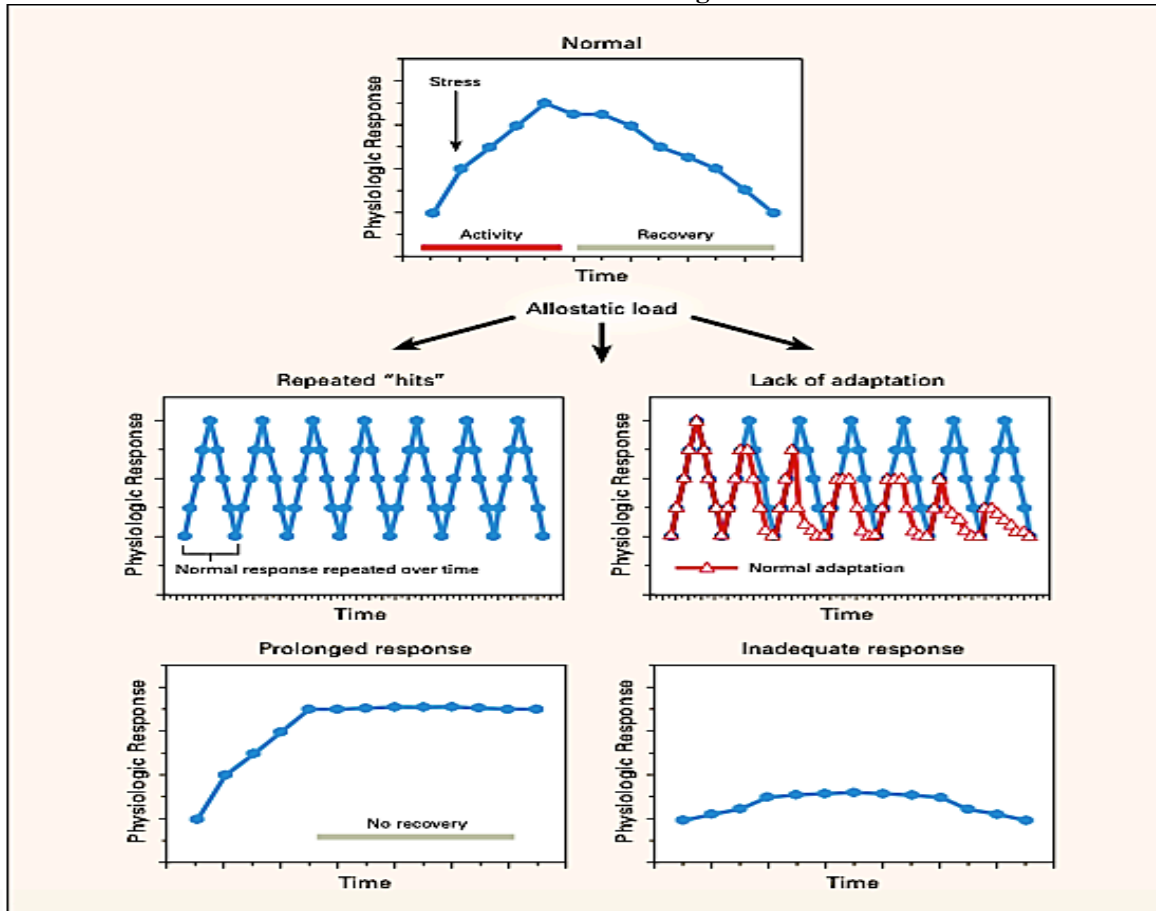 Normal
Stress
Physiologic Response
Activity
Recovery
Time
Allostatic load
Repeated "hits"
Lack of adaptation
Physiologic Response
Physiologic Response
Normal response repeated over time
Normal adaptation
Time
Time
Prolonged response
Inadequate response
Physiologic Response
Physiologic Response
No recovery
Time
Time